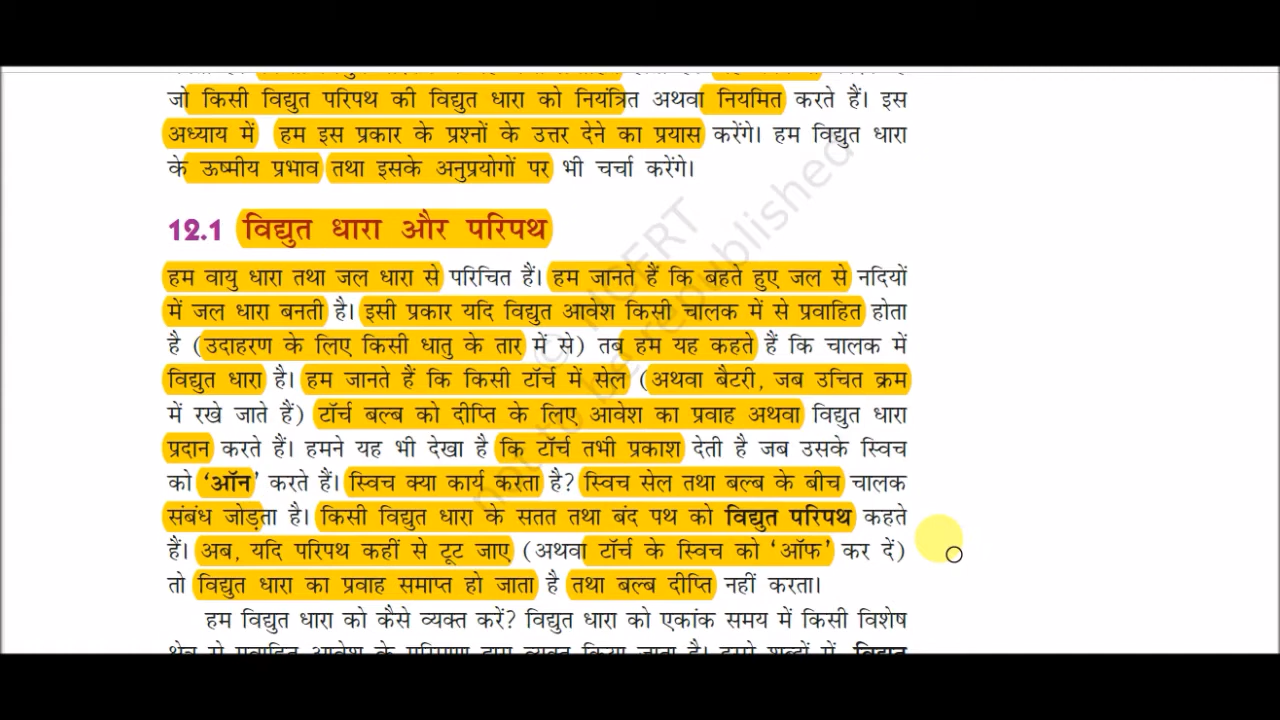 जो किसी विद्युत परिपथ की विद्युत धारा को नियंत्रित अथवा नियमित करते हैं। इस
अध्याय में हम इस प्रकार के प्रश्नों के उत्तर देने का प्रयास करेंगे। हम विद्युत धारा
के ऊष्मीय प्रभाव तथा इसके अनुप्रयोगों पर भी चर्चा करेंगे।
12.1 विद्युत धारा और परिपथ
हम वायु धारा तथा जल धारा से परिचित हैं। हम जानते हैं कि बहते हुए जल से नदियों
में जल धारा बनती है। इसी प्रकार यदि विद्युत आवेश किसी चालक में से प्रवाहित होता
है (उदाहरण के लिए किसी धातु के तार में से) तब हम यह कहते हैं कि चालक में
विद्युत धारा है। हम जानते हैं कि किसी टॉर्च में सेल (अथवा बैटरी, जब उचित क्रम
में रखे जाते हैं) टॉर्च बल्ब को दीप्ति के लिए आवेश का प्रवाह अथवा विद्युत धारा
प्रदान करते हैं। हमने यह भी देखा है कि टॉर्च तभी प्रकाश देती है जब उसके स्विच
को ‘ऑन’ करते हैं। स्विच क्या कार्य करता है? स्विच सेल तथा बल्ब के बीच चालक
संबंध जोड़ता है। किसी विद्युत धारा के सतत तथा बंद पथ को विद्युत परिपथ कहते
हैं। अब, यदि परिपथ कहीं से टूट जाए (अथवा टॉर्च के स्विच को ‘ऑफ’ कर दें)
तो विद्युत धारा का प्रवाह समाप्त हो जाता है तथा बल्ब दीप्ति नहीं करता।
हम विद्युत धारा को कैसे व्यक्त करें? विद्युत धारा को एकांक समय में किसी विशेष
© NCERT
not to be republished